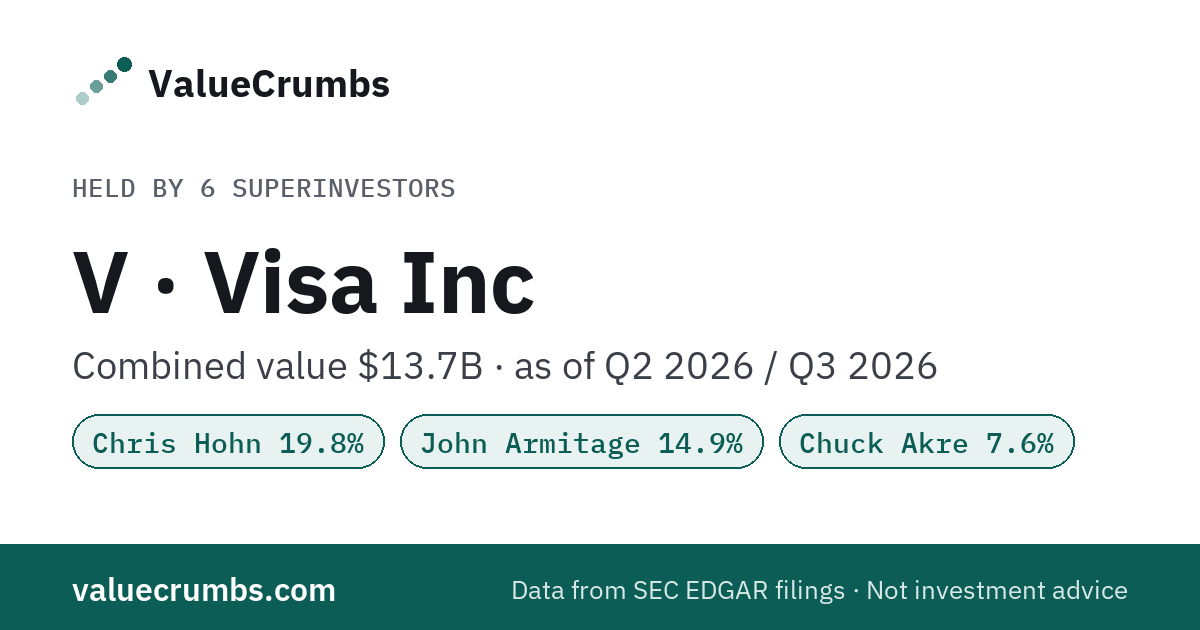 ValueCrumbs
HELD BY 6 SUPERINVESTORS
V · Visa Inc
Combined value $13.7B · as of Q2 2026 / Q3 2026
Chris Hohn 19.8% John Armitage 14.9% Chuck Akre 7.6%
valuecrumbs.com Data from SEC EDGAR filings · Not investment advice